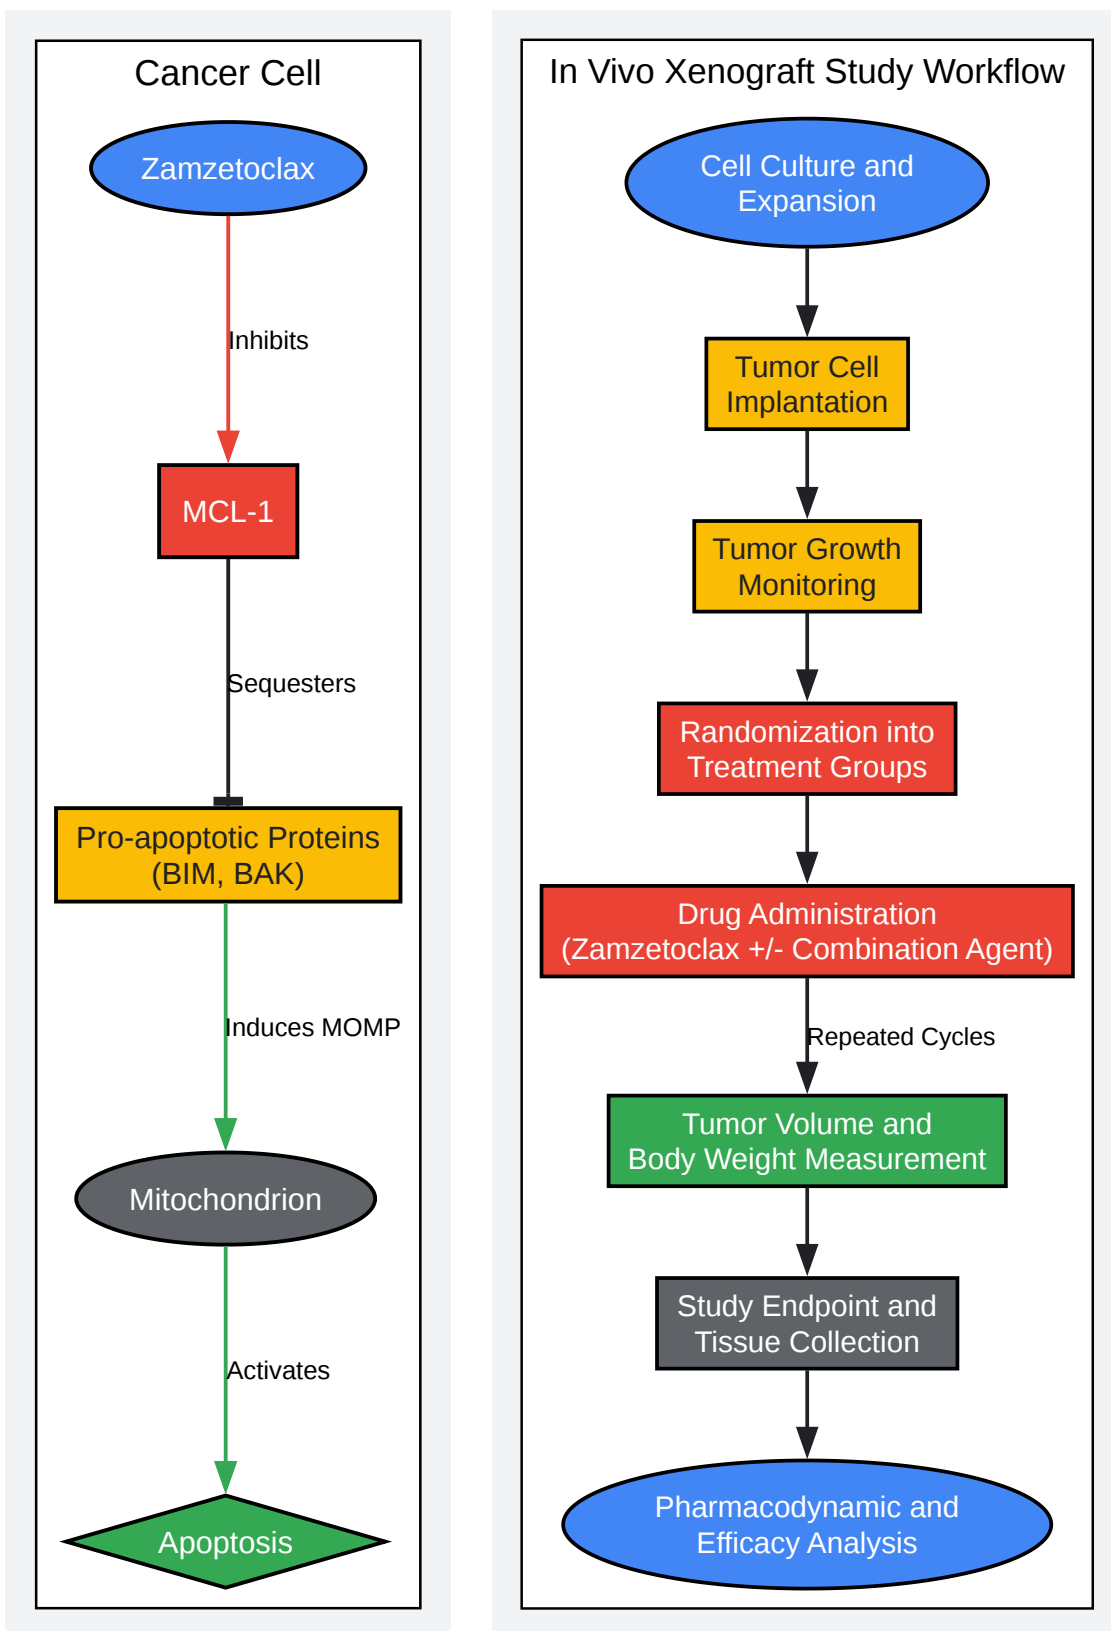 Cancer Cell
Zamzetoclax
Inhibits
MCL-1
Sequesters
Pro-apoptotic Proteins
(BIM, BAK)
Induces MOMP
Mitochondrion
Activates
Apoptosis
In Vivo Xenograft Study Workflow
Cell Culture and
Expansion
Tumor Cell
Implantation
Tumor Growth
Monitoring
Randomization into
Treatment Groups
Drug Administration
(Zamzetoclax +/- Combination Agent)
Repeated Cycles
Tumor Volume and
Body Weight Measurement
Study Endpoint and
Tissue Collection
Pharmacodynamic and
Efficacy Analysis